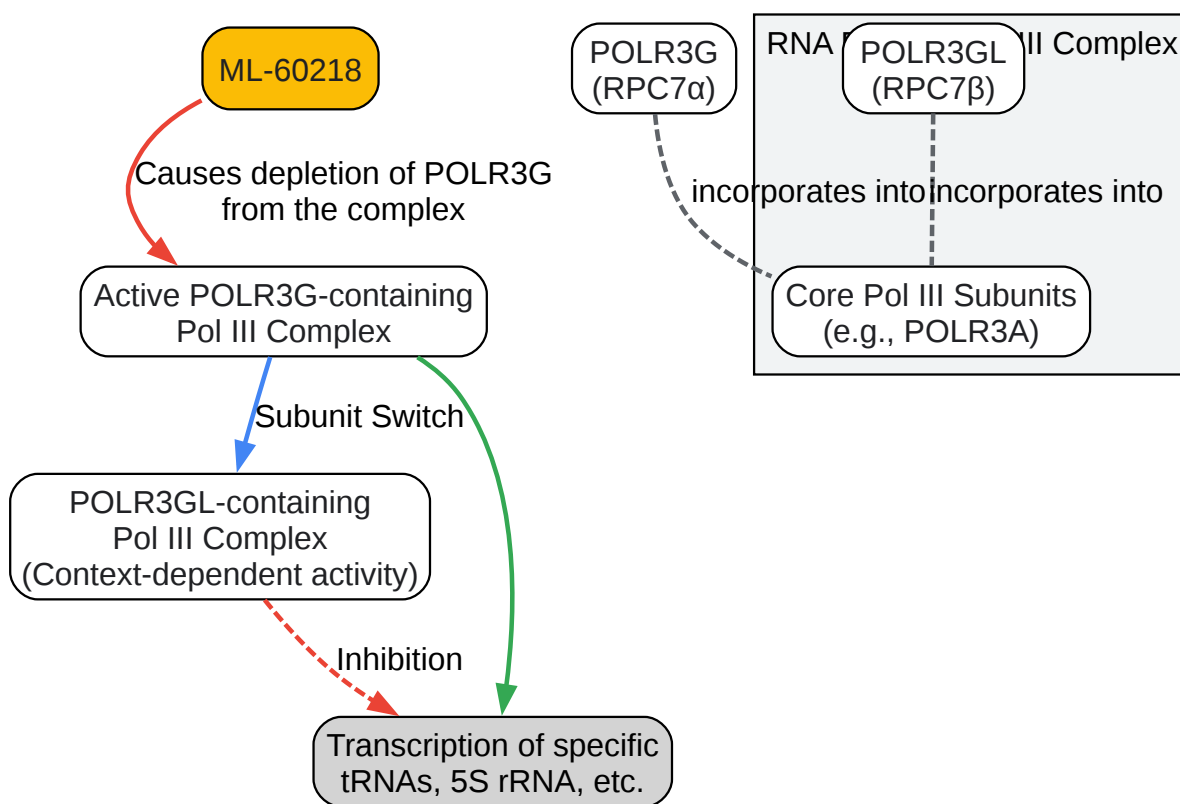 ML-60218
Causes depletion of POLR3G
from the complex
Active POLR3G-containing
Pol III Complex
Subunit Switch
POLR3GL-containing
Pol III Complex
(Context-dependent activity)
Inhibition
Transcription of specific
tRNAs, 5S rRNA, etc.
RNA III Complex
POLR3G
(RPC7α)
POLR3GL
(RPC7β)
incorporates into
incorporates into
Core Pol III Subunits
(e.g., POLR3A)